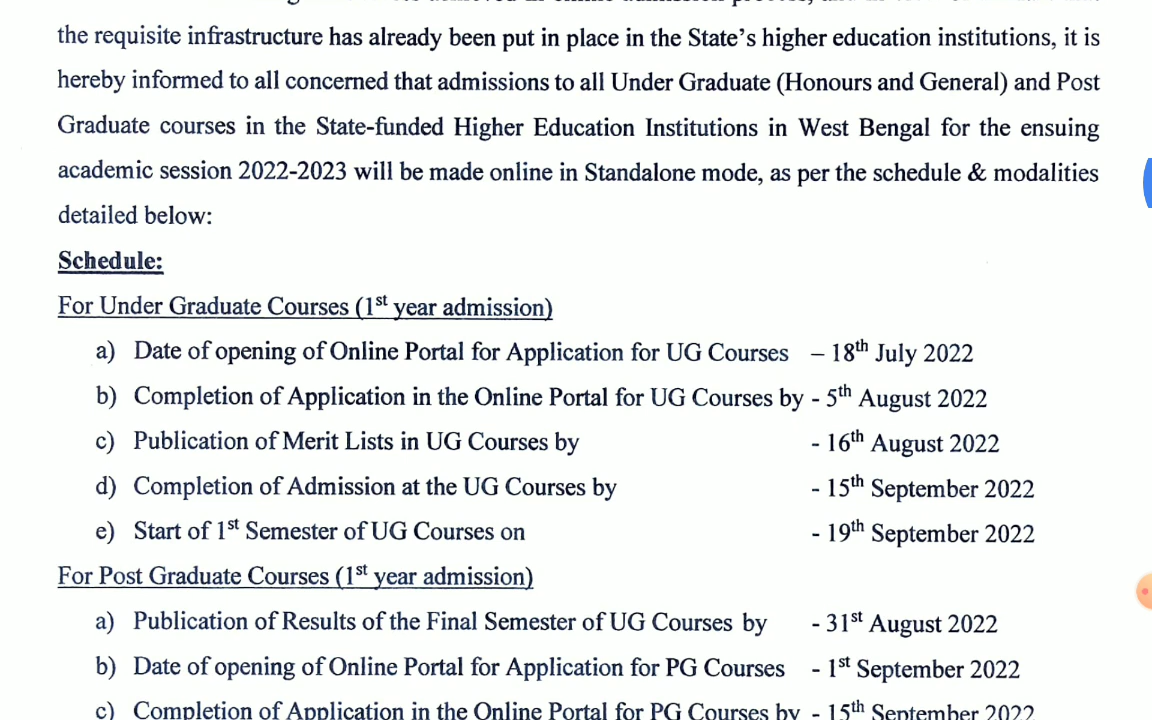 the requisite infrastructure has already been put in place in the State's higher education institutions, it is
hereby informed to all concerned that admissions to all Under Graduate (Honours and General) and Post
Graduate courses in the State-funded Higher Education Institutions in West Bengal for the ensuing
academic session 2022-2023 will be made online in Standalone mode, as per the schedule & modalities
detailed below:
Schedule:
For Under Graduate Courses (1st year admission)
a) Date of opening of Online Portal for Application for UG Courses – 18th July 2022
b) Completion of Application in the Online Portal for UG Courses by - 5th August 2022
c) Publication of Merit Lists in UG Courses by - 16th August 2022
d) Completion of Admission at the UG Courses by - 15th September 2022
e) Start of 1st Semester of UG Courses on - 19th September 2022
For Post Graduate Courses (1st year admission)
a) Publication of Results of the Final Semester of UG Courses by - 31st August 2022
b) Date of opening of Online Portal for Application for PG Courses - 1st September 2022
c) Completion of Application in the Online Portal for PG Courses by - 15th September 2022